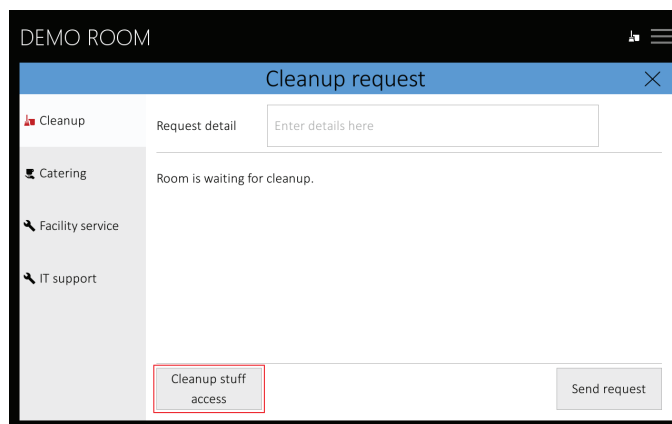 DEMO ROOM
Cleanup request
Cleanup
Request detail
Enter details here
Catering
Room is waiting for cleanup.
Facility service
IT support
Cleanup stuff
access
Send request